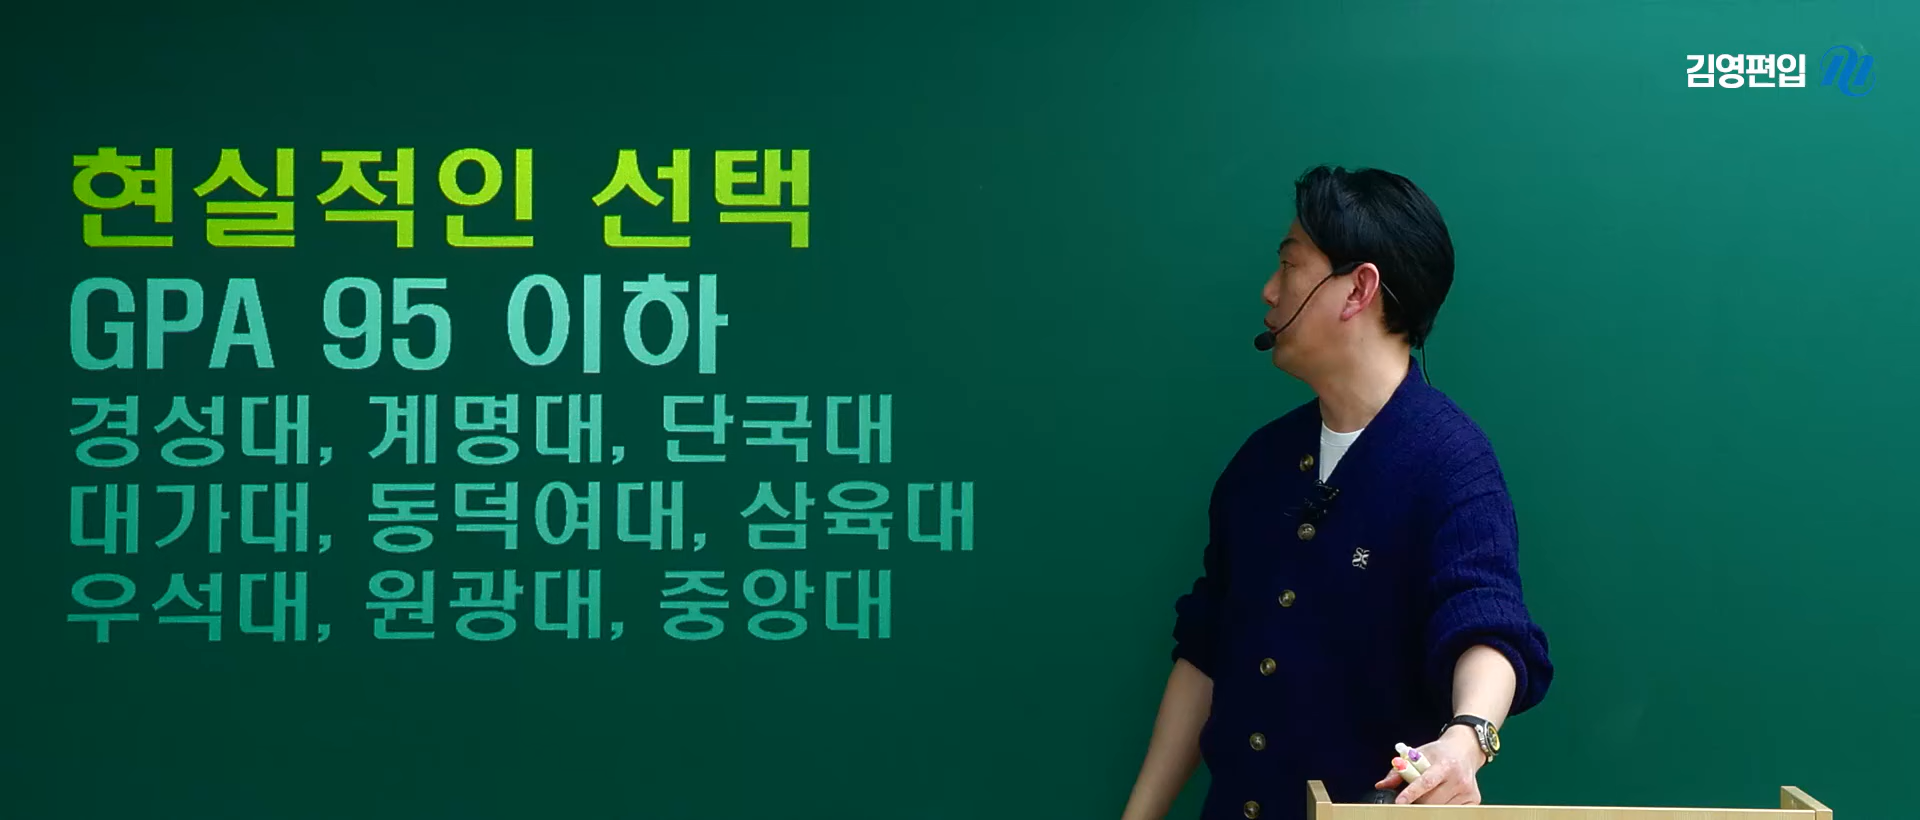 김영편입
현실적인 선택
GPA 95 이하
경성대, 계명대, 단국대
대가대, 동덕여대, 삼육대
우석대, 원광대, 중앙대